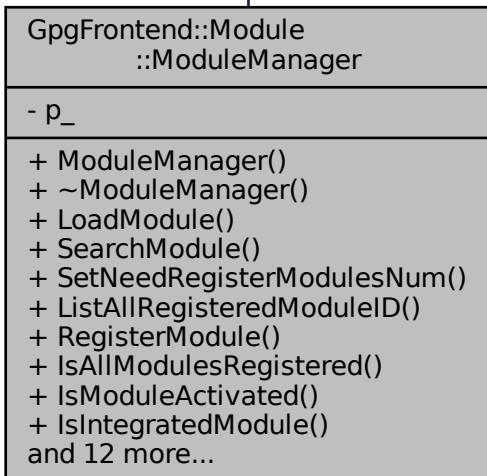 GpgFrontend::Module
::ModuleManager
- p_
+ ModuleManager()
+ ~ModuleManager()
+ LoadModule()
+ SearchModule()
+ SetNeedRegisterModulesNum()
+ ListAllRegisteredModuleID()
+ RegisterModule()
+ IsAllModulesRegistered()
+ IsModuleActivated()
+ IsIntegratedModule()
and 12 more...